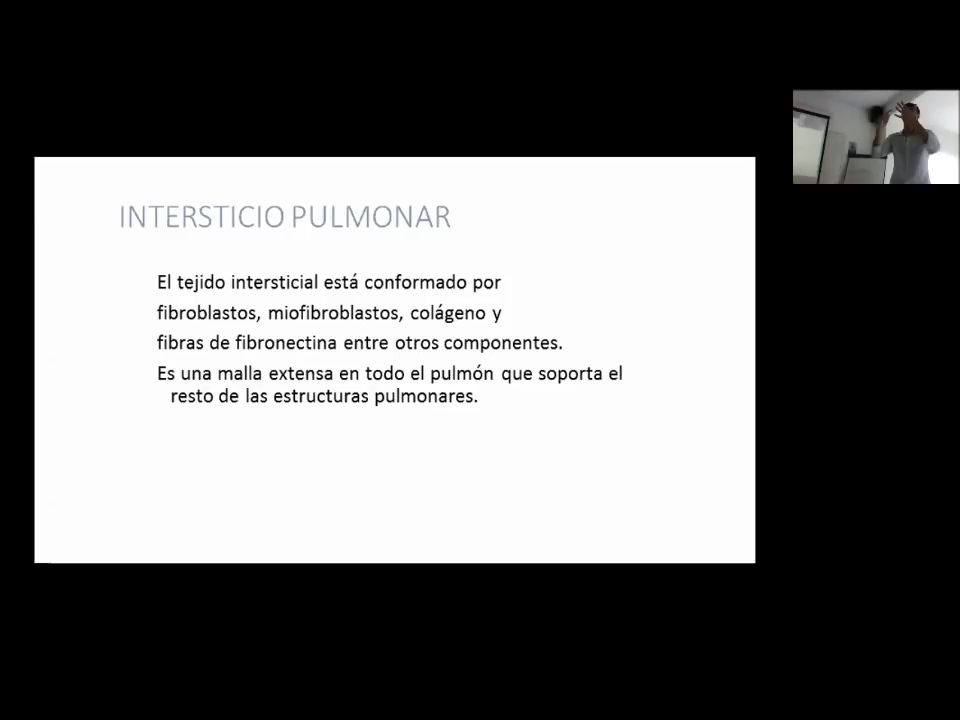 INTERSTICIO PULMONAR
El tejido intersticial está conformado por
fibroblastos, miofibroblastos, colágeno y
fibras de fibronectina entre otros componentes.
Es una malla extensa en todo el pulmón que soporta el
resto de las estructuras pulmonares.